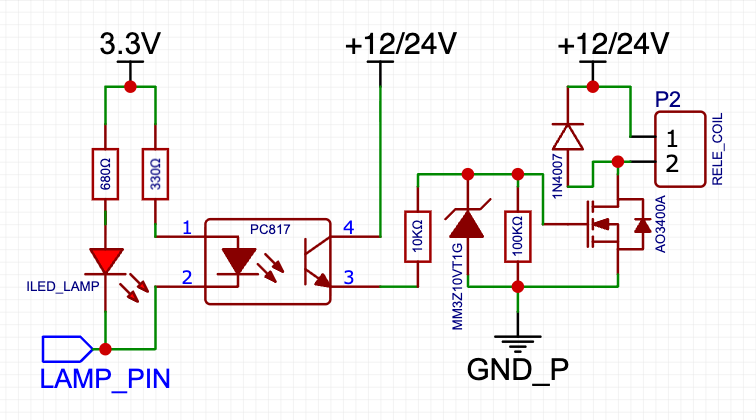 3.3V
+12/24V
+12/24V
P2
1
2
RELE_COIL
680Ω
330Ω
1N4007
1
PC817
4
10KΩ
100KΩ
AO3400A
2
3
ILED_LAMP
MM3Z10VT1G
LAMP_PIN
GND_P